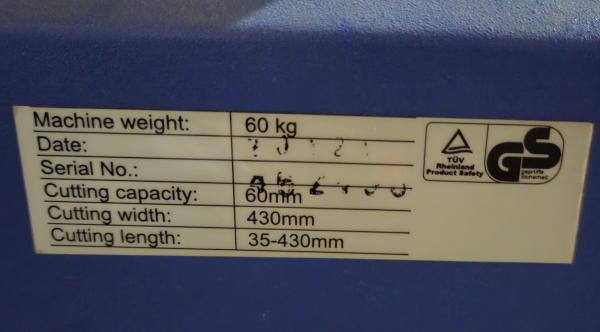 Machine weight: 60 kg
Date:
Serial No.:
Cutting capacity: 60mm
Cutting width: 430mm
Cutting length: 35-430mm
TÜV
Rheinland
Product Safety
GS
geprüfte
Sicherheit